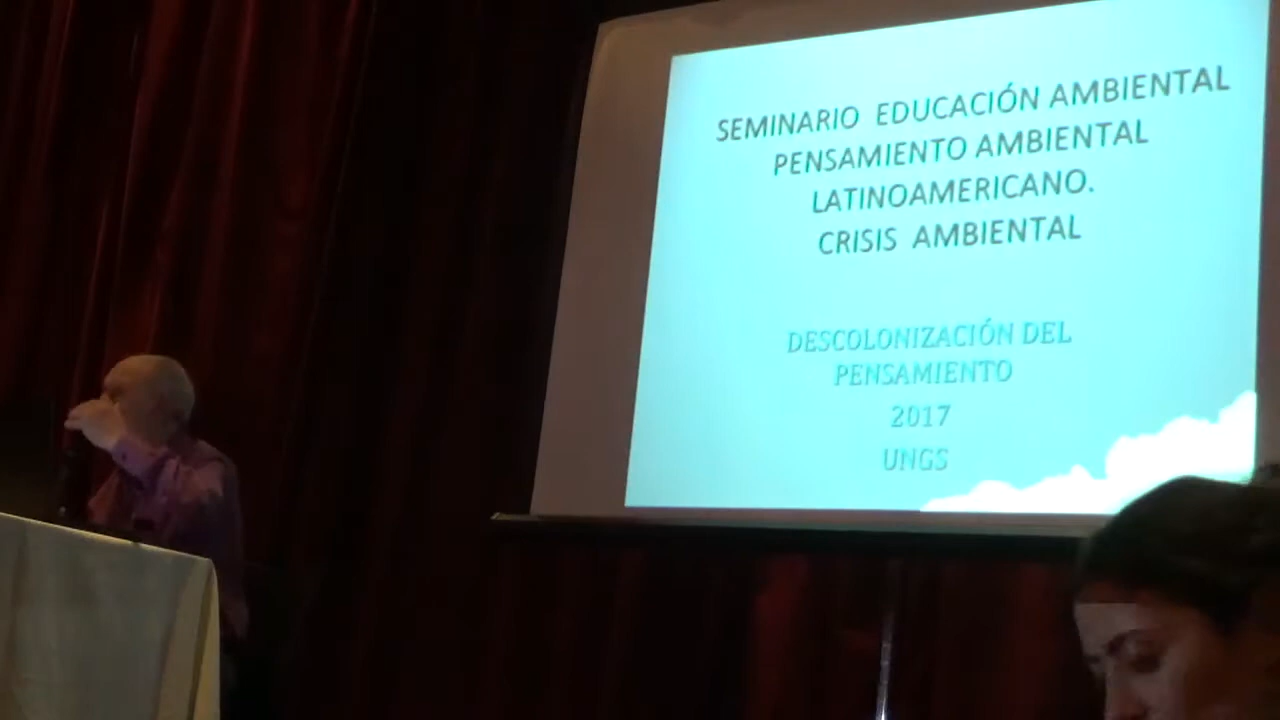 SEMINARIO EDUCACIÓN AMBIENTAL
PENSAMIENTO AMBIENTAL
LATINOAMERICANO.
CRISIS AMBIENTAL
DESCOLONIZACIÓN DEL
PENSAMIENTO
2017
UNGS